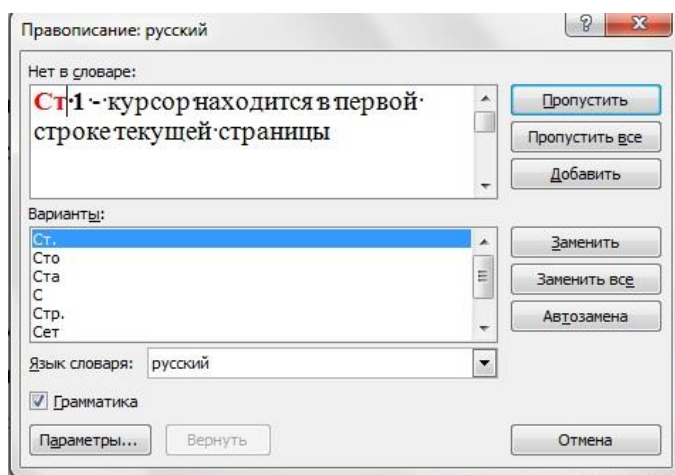 Правописание: русский
Нет в словаре:
Ст·1·-·курсор·находится·в·первой·
строке·текущей·страницы
Пропустить
Пропустить все
Добавить
Варианты:
Ст.
Сто
Ста
С
Стр.
Сет
Заменить
Заменить все
Автозамена
Язык словаря: русский
Грамматика
Параметры...
Вернуть
Отмена